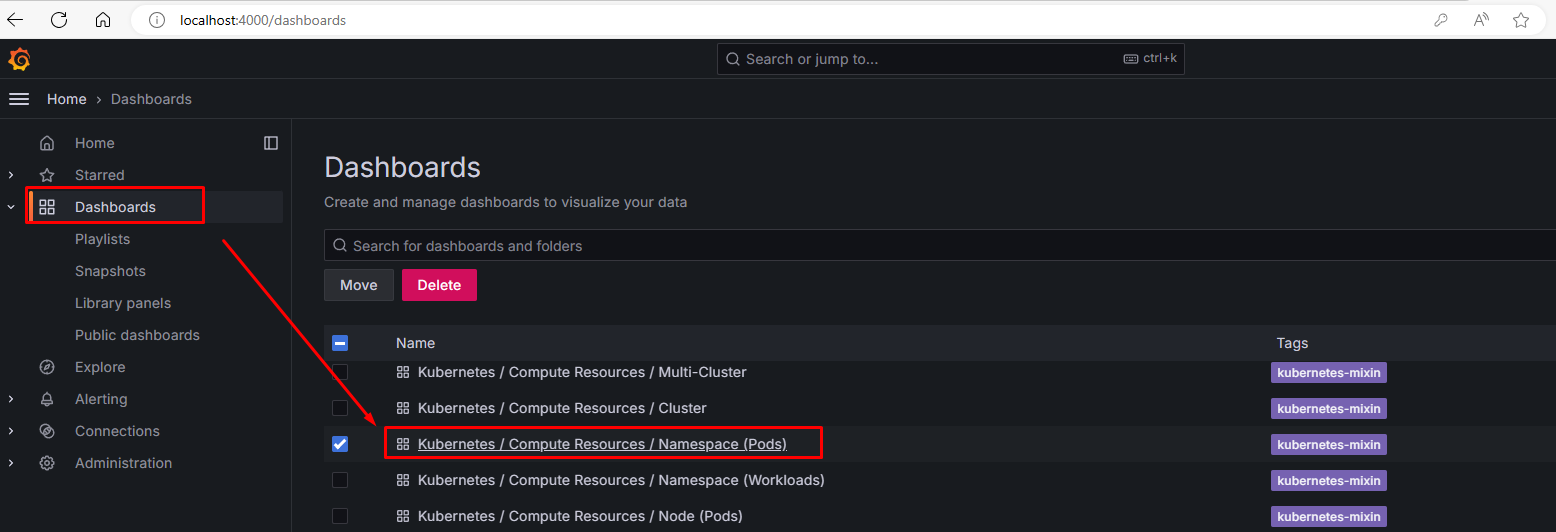 localhost:4000/dashboards
Search or jump to...
ctrl+k
Home › Dashboards
Home
Starred
Dashboards
Playlists
Snapshots
Library panels
Public dashboards
Explore
Alerting
Connections
Administration
Dashboards
Create and manage dashboards to visualize your data
Search for dashboards and folders
Move Delete
Name Tags
Kubernetes / Compute Resources / Multi-Cluster kubernetes-mixin
Kubernetes / Compute Resources / Cluster kubernetes-mixin
Kubernetes / Compute Resources / Namespace (Pods) kubernetes-mixin
Kubernetes / Compute Resources / Namespace (Workloads) kubernetes-mixin
Kubernetes / Compute Resources / Node (Pods) kubernetes-mixin